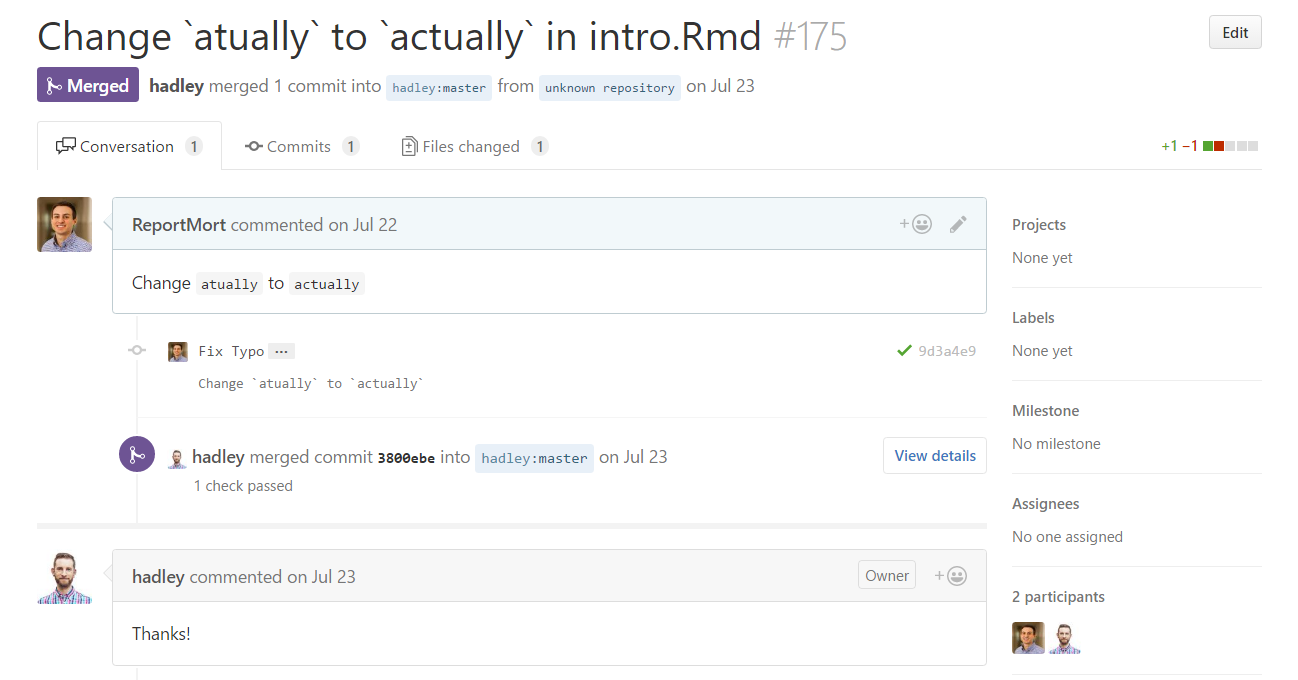 Change `atually` to `actually` in intro.Rmd #175
Edit
Merged hadley merged 1 commit into hadley:master from unknown repository on Jul 23
Conversation 1 Commits 1 Files changed 1
+1 −1
ReportMort commented on Jul 22
Change atually to actually
Fix Typo ...
9d3a4e9
Change `atually` to `actually`
hadley merged commit 3800ebe into hadley:master on Jul 23
View details
1 check passed
hadley commented on Jul 23
Owner
Thanks!
Projects
None yet
Labels
None yet
Milestone
No milestone
Assignees
No one assigned
2 participants